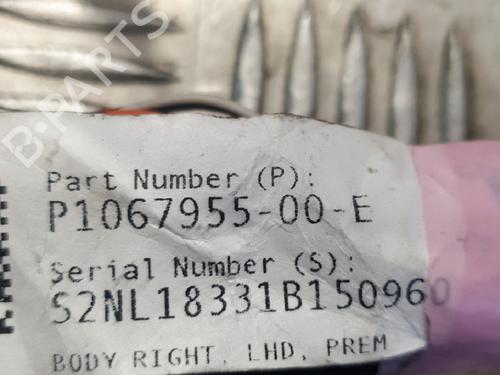 B-PARTS
Part Number (P):
P1067955-00-E
Serial Number (S):
S2NL18331B150960
BODY RIGHT, LHD, PREM